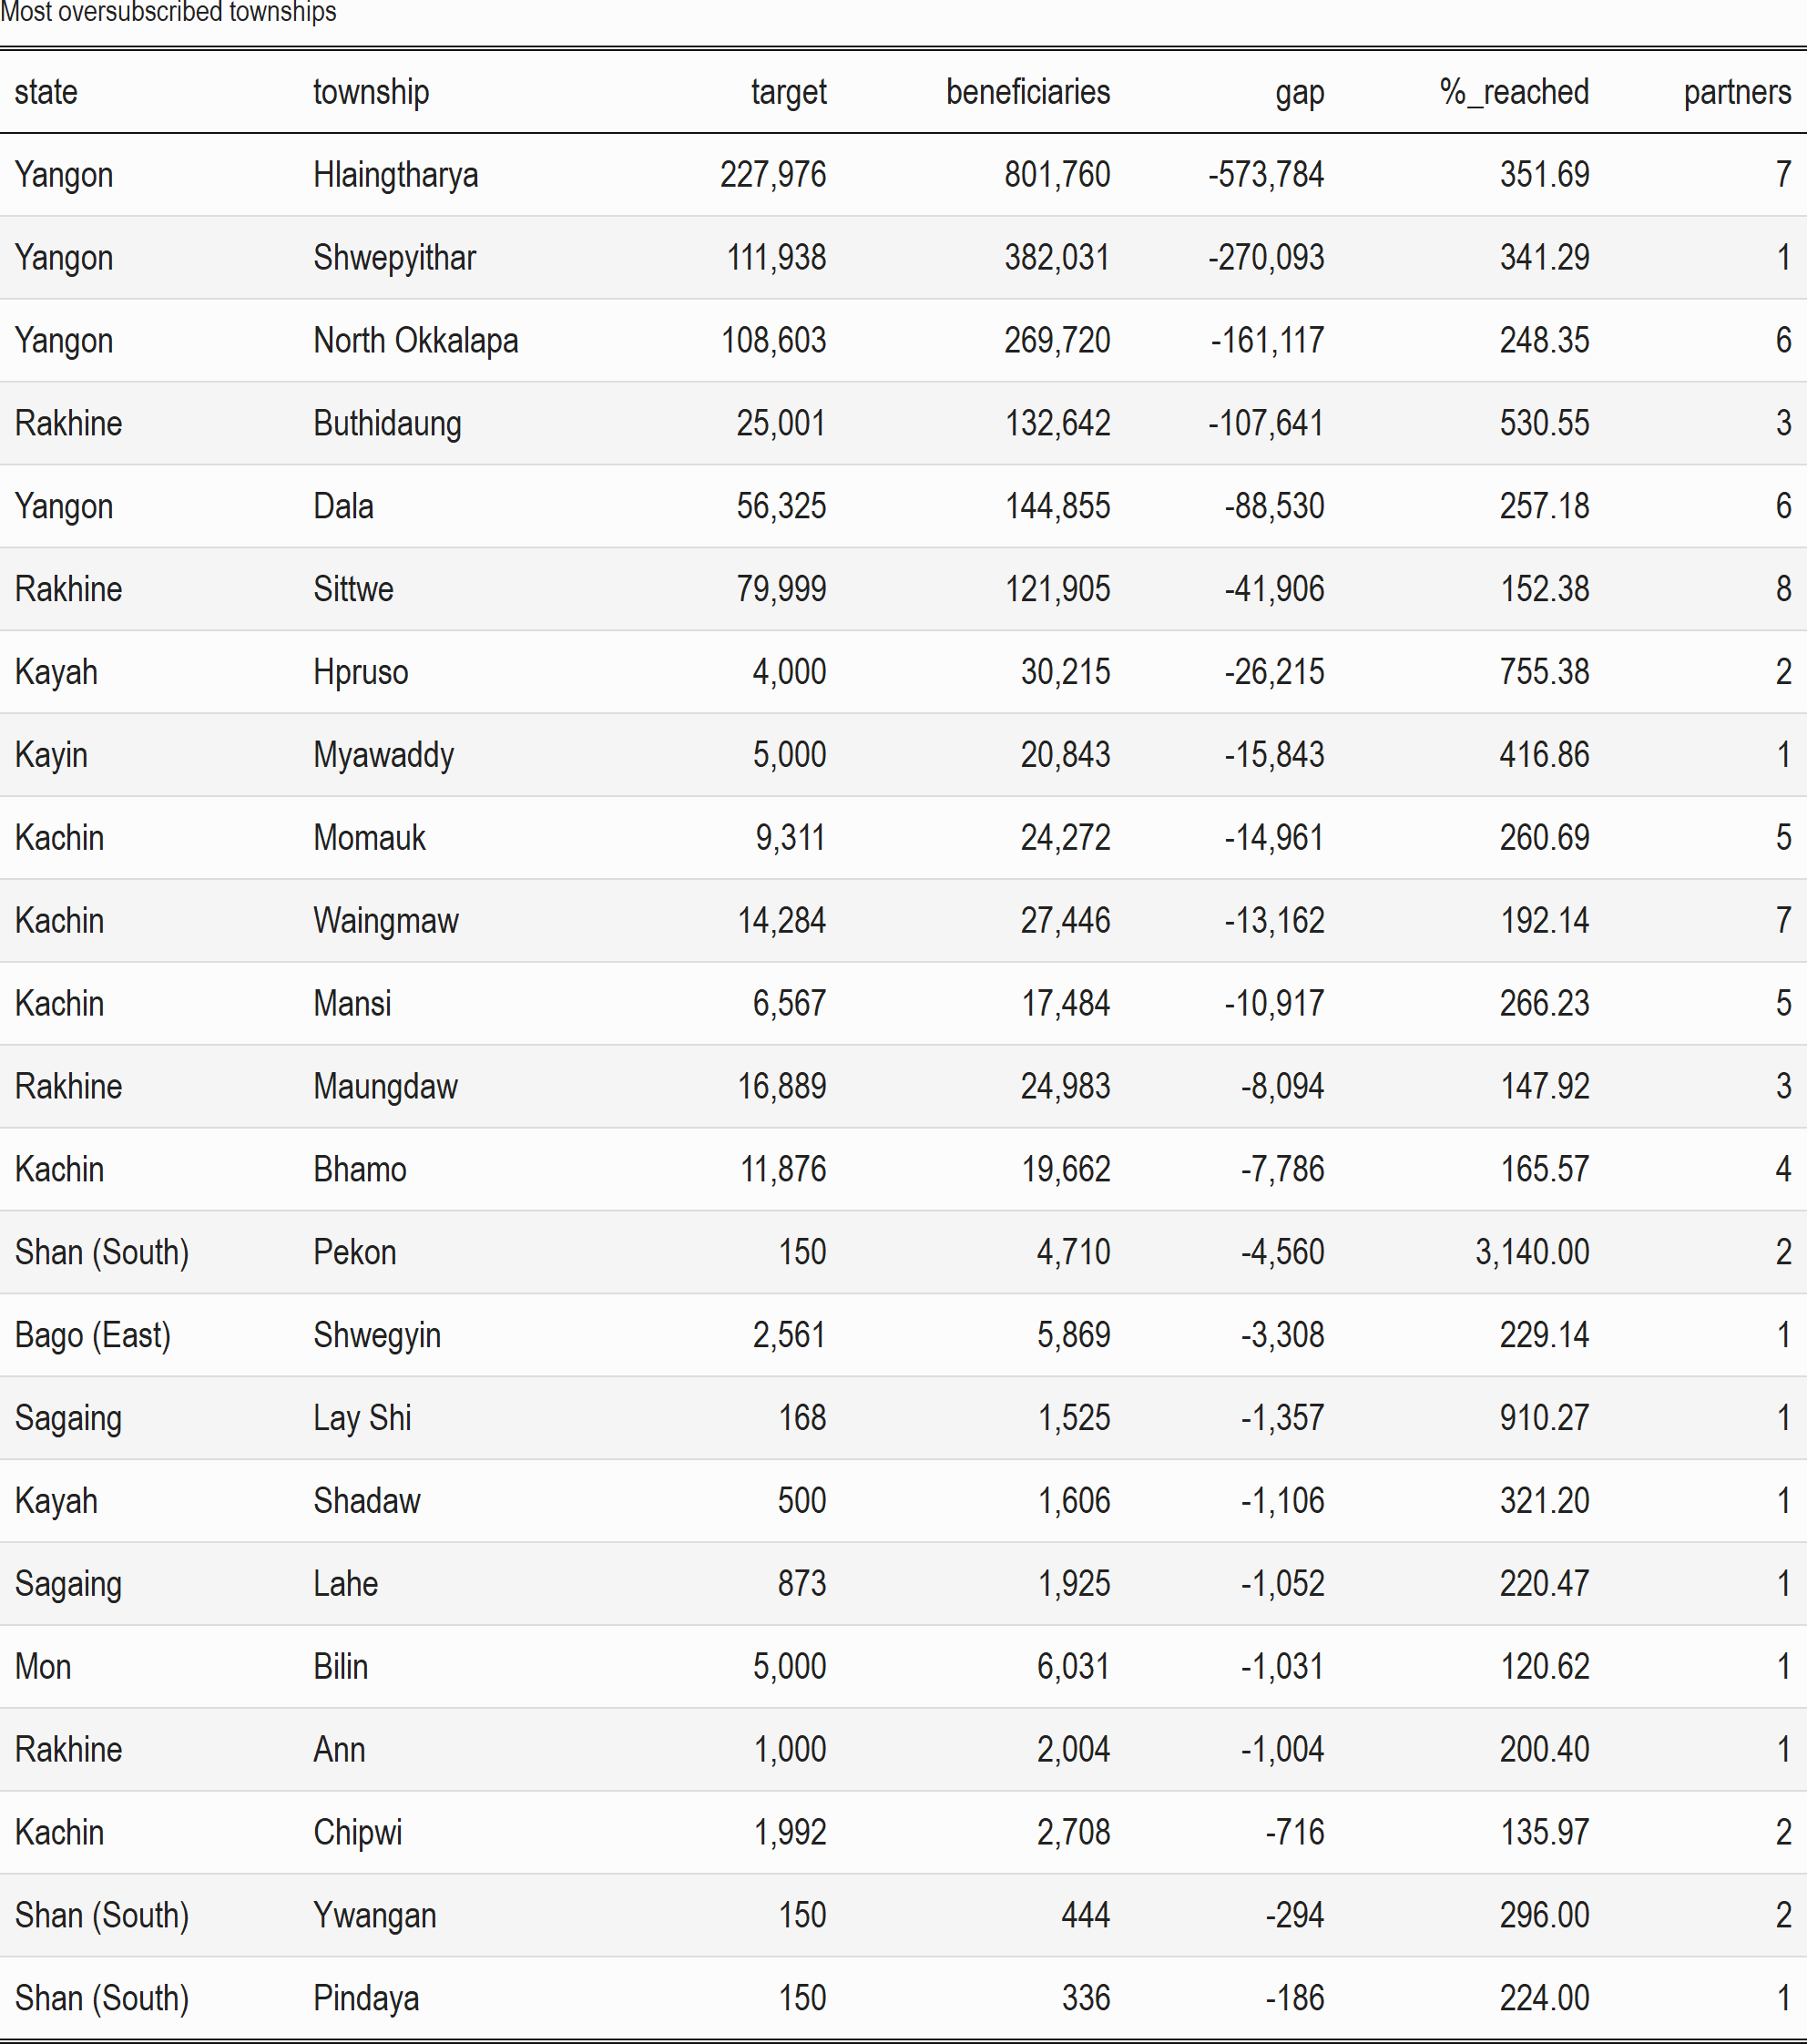 Most oversubscribed townships
state township target beneficiaries gap %_reached partners
Yangon Hlaingtharya 227,976 801,760 -573,784 351.69 7
Yangon Shwepyithar 111,938 382,031 -270,093 341.29 1
Yangon North Okkalapa 108,603 269,720 -161,117 248.35 6
Rakhine Buthidaung 25,001 132,642 -107,641 530.55 3
Yangon Dala 56,325 144,855 -88,530 257.18 6
Rakhine Sittwe 79,999 121,905 -41,906 152.38 8
Kayah Hpruso 4,000 30,215 -26,215 755.38 2
Kayin Myawaddy 5,000 20,843 -15,843 416.86 1
Kachin Momauk 9,311 24,272 -14,961 260.69 5
Kachin Waingmaw 14,284 27,446 -13,162 192.14 7
Kachin Mansi 6,567 17,484 -10,917 266.23 5
Rakhine Maungdaw 16,889 24,983 -8,094 147.92 3
Kachin Bhamo 11,876 19,662 -7,786 165.57 4
Shan (South) Pekon 150 4,710 -4,560 3,140.00 2
Bago (East) Shwegyin 2,561 5,869 -3,308 229.14 1
Sagaing Lay Shi 168 1,525 -1,357 910.27 1
Kayah Shadaw 500 1,606 -1,106 321.20 1
Sagaing Lahe 873 1,925 -1,052 220.47 1
Mon Bilin 5,000 6,031 -1,031 120.62 1
Rakhine Ann 1,000 2,004 -1,004 200.40 1
Kachin Chipwi 1,992 2,708 -716 135.97 2
Shan (South) Ywangan 150 444 -294 296.00 2
Shan (South) Pindaya 150 336 -186 224.00 1